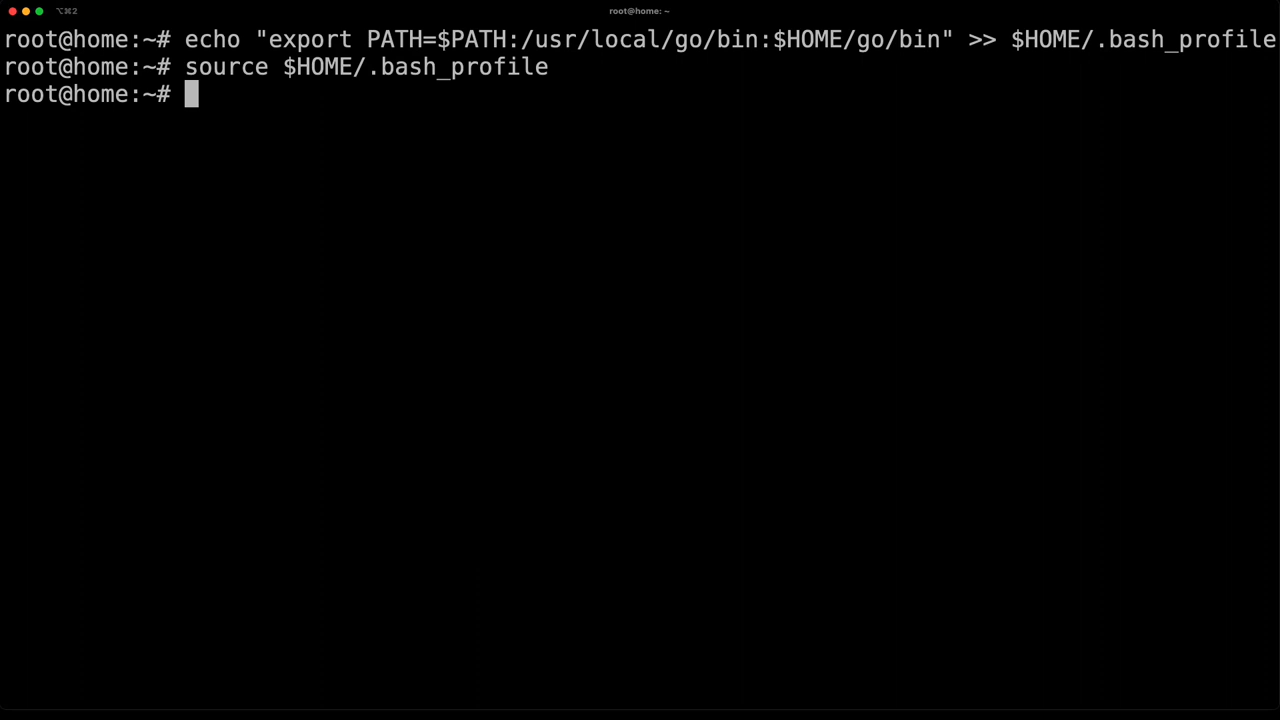 ⌥⌘2
root@home: ~
root@home:~# echo "export PATH=$PATH:/usr/local/go/bin:$HOME/go/bin" >> $HOME/.bash_profile
root@home:~# source $HOME/.bash_profile
root@home:~#